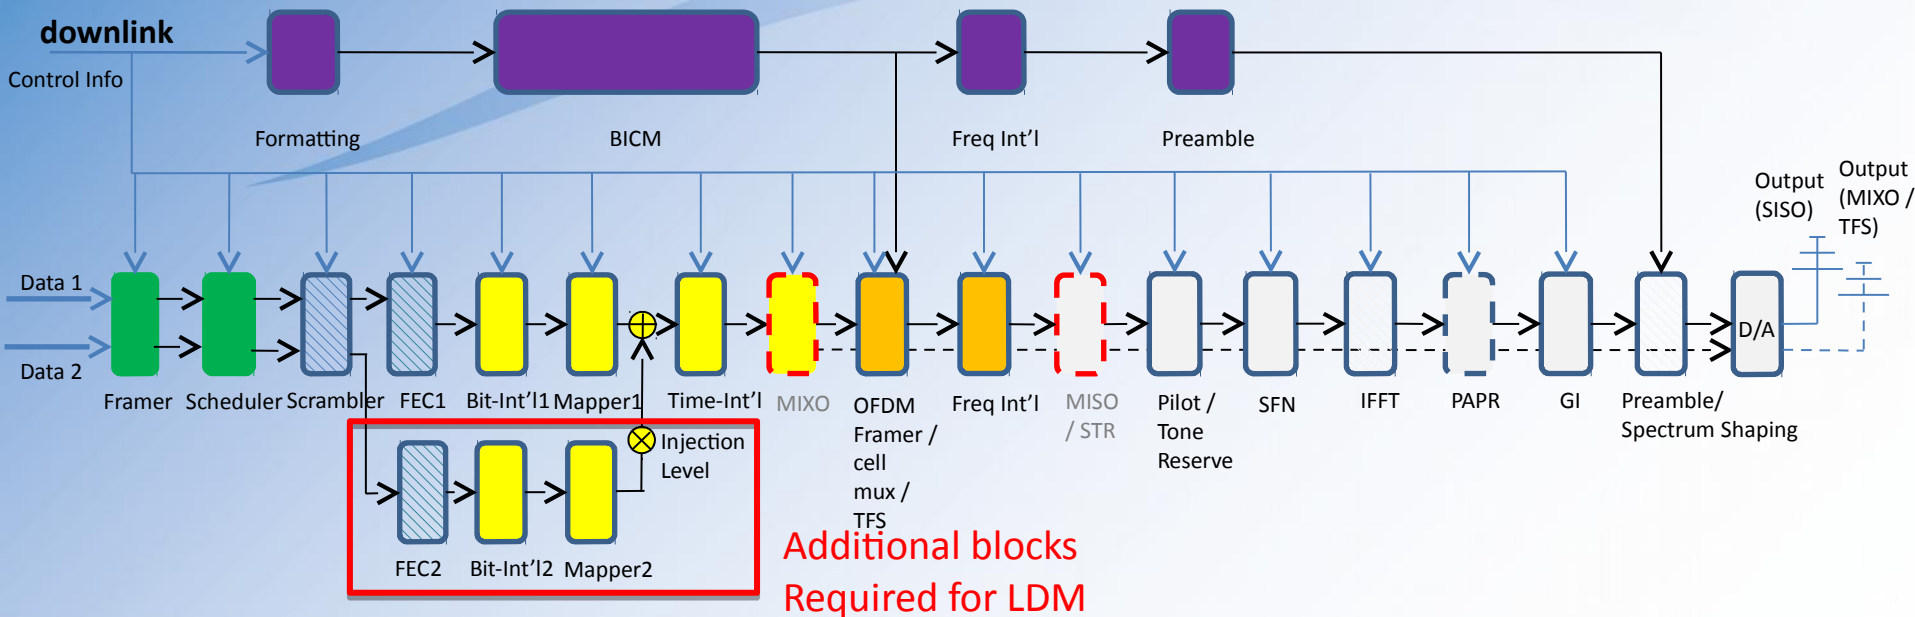 downlink
Control Info
Formatting
BICM
Freq Int'l
Preamble
Output
(SISO)
Output
(MIXO /
TFS)
Data 1
Data 2
D/A
Framer
Scheduler
Scrambler
FEC1
Bit-Int'l1
Mapper1
Time-Int'l
MIXO
OFDM
Framer /
cell
mux /
TFS
Freq Int'l
MISO
/ STR
Pilot /
Tone
Reserve
SFN
IFFT
PAPR
GI
Preamble/
Spectrum Shaping
Injection
Level
FEC2
Bit-Int'l2
Mapper2
Additional blocks
Required for LDM